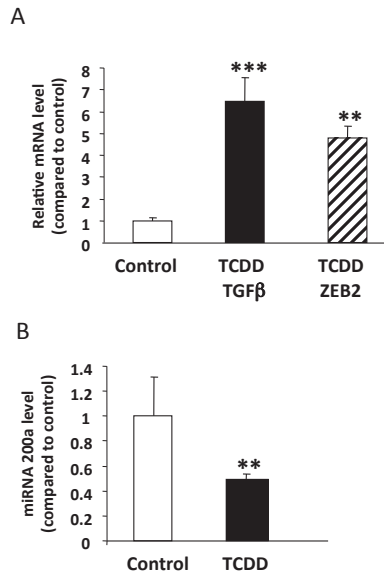 A
Relative mRNA level
(compared to control)
8
7
6
5
4
3
2
1
0
***
**
Control
TCDD
TGFβ
TCDD
ZEB2
B
miRNA 200a level
(compared to control)
1.4
1.2
1
0.8
0.6
0.4
0.2
0
**
Control
TCDD